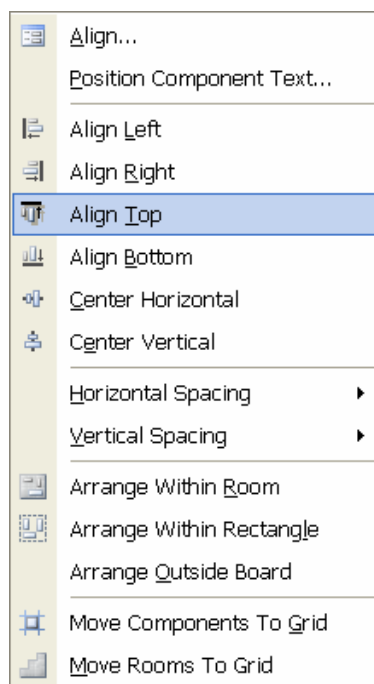 Align...
Position Component Text...
Align Left
Align Right
Align Top
Align Bottom
Center Horizontal
Center Vertical
Horizontal Spacing
Vertical Spacing
Arrange Within Room
Arrange Within Rectangle
Arrange Outside Board
Move Components To Grid
Move Rooms To Grid